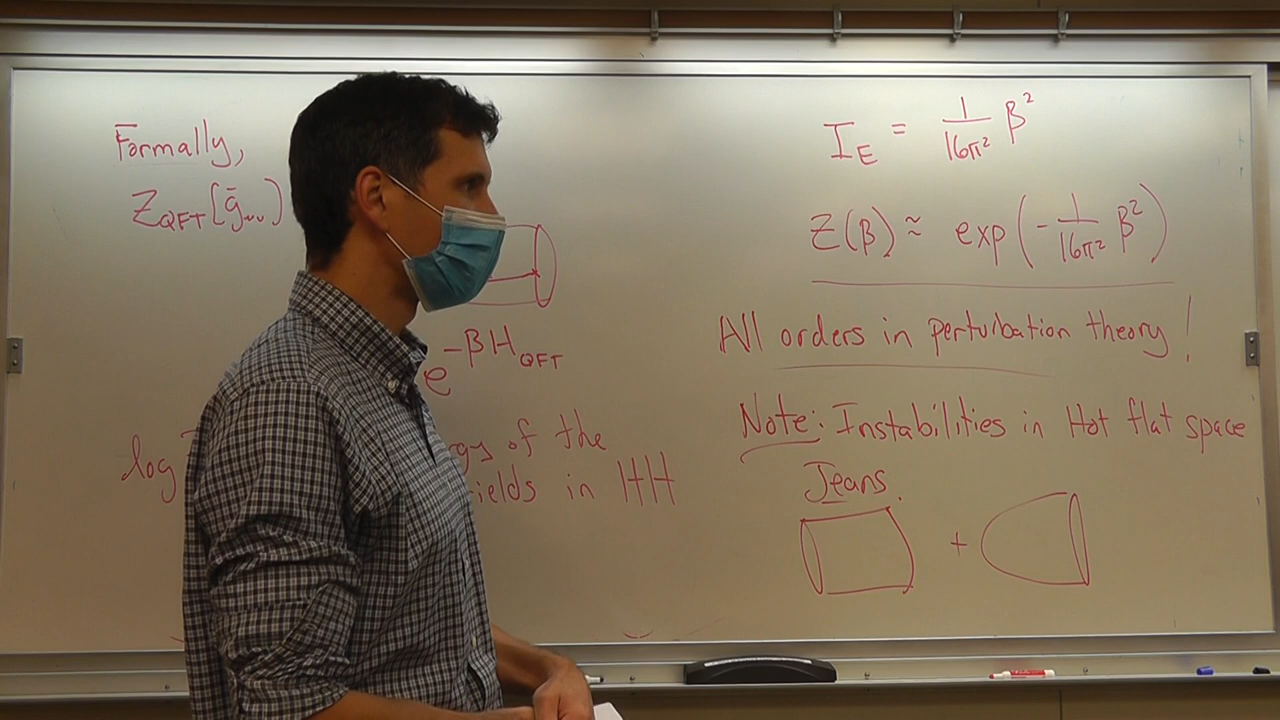 Formally,
Z_QFT[ḡ_μν]
e^{-βH_QFT}
log
of the
in HH
I_E = 1/16π² β²
Z(β) ≈ exp(-1/16π² β²)
All orders in perturbation theory!
Note: Instabilities in Hot flat space
Jeans.
+